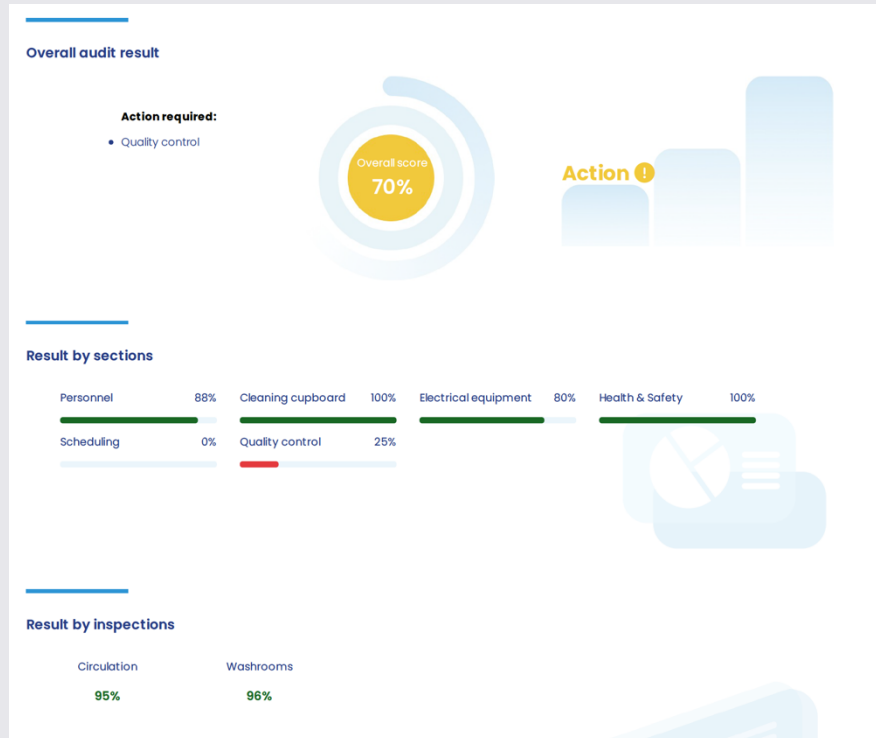 Overall audit result
Action required:
• Quality control
Overall score
70%
Action !
Result by sections
Personnel 88% Cleaning cupboard 100% Electrical equipment 80% Health & Safety 100%
Scheduling 0% Quality control 25%
Result by inspections
Circulation Washrooms
95% 96%